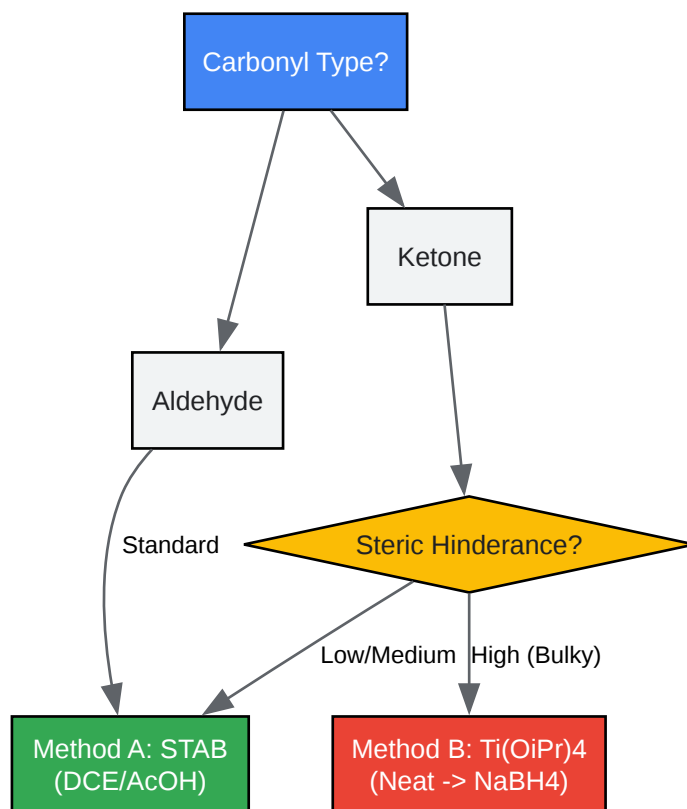 Carbonyl Type?
Ketone
Aldehyde
Standard
Steric Hinderance?
Low/Medium
High (Bulky)
Method A: STAB
(DCE/AcOH)
Method B: Ti(OiPr)4
(Neat -> NaBH4)